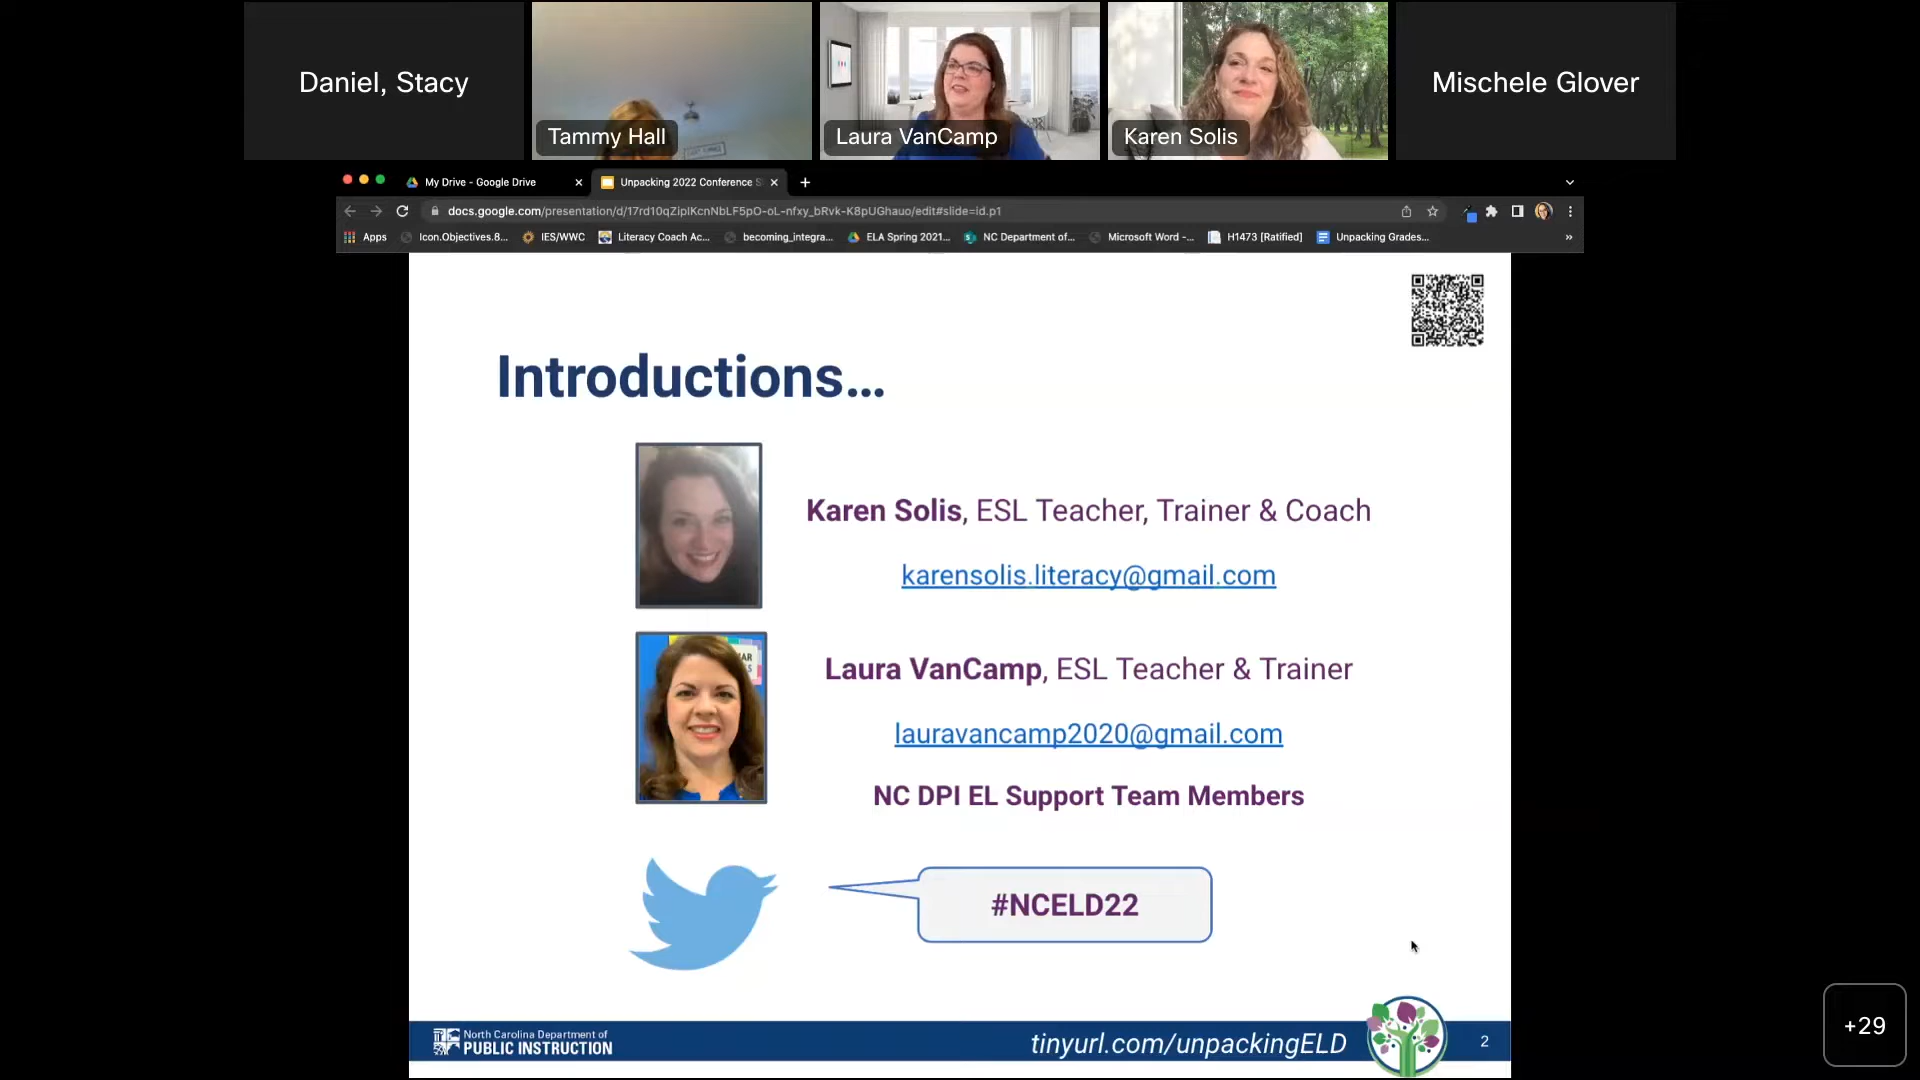 Daniel, Stacy
Tammy Hall
Laura VanCamp
Karen Solis
Mischele Glover
My Drive - Google Drive
Unpacking 2022 Conference S
docs.google.com/presentation/d/17rd10qZipIKcnNbLF5pO-oL-nfxy_bRvk-K8pUGhauo/edit#slide=id.p1
Apps
Icon.Objectives.8...
IES/WWC
Literacy Coach Ac...
becoming_integra...
ELA Spring 2021...
NC Department of...
Microsoft Word -...
H1473 [Ratified]
Unpacking Grades...
»
Introductions...
Karen Solis, ESL Teacher, Trainer & Coach
karensolis.literacy@gmail.com
Laura VanCamp, ESL Teacher & Trainer
lauravancamp2020@gmail.com
NC DPI EL Support Team Members
#NCELD22
North Carolina Department of
PUBLIC INSTRUCTION
tinyurl.com/unpackingELD
2
+29